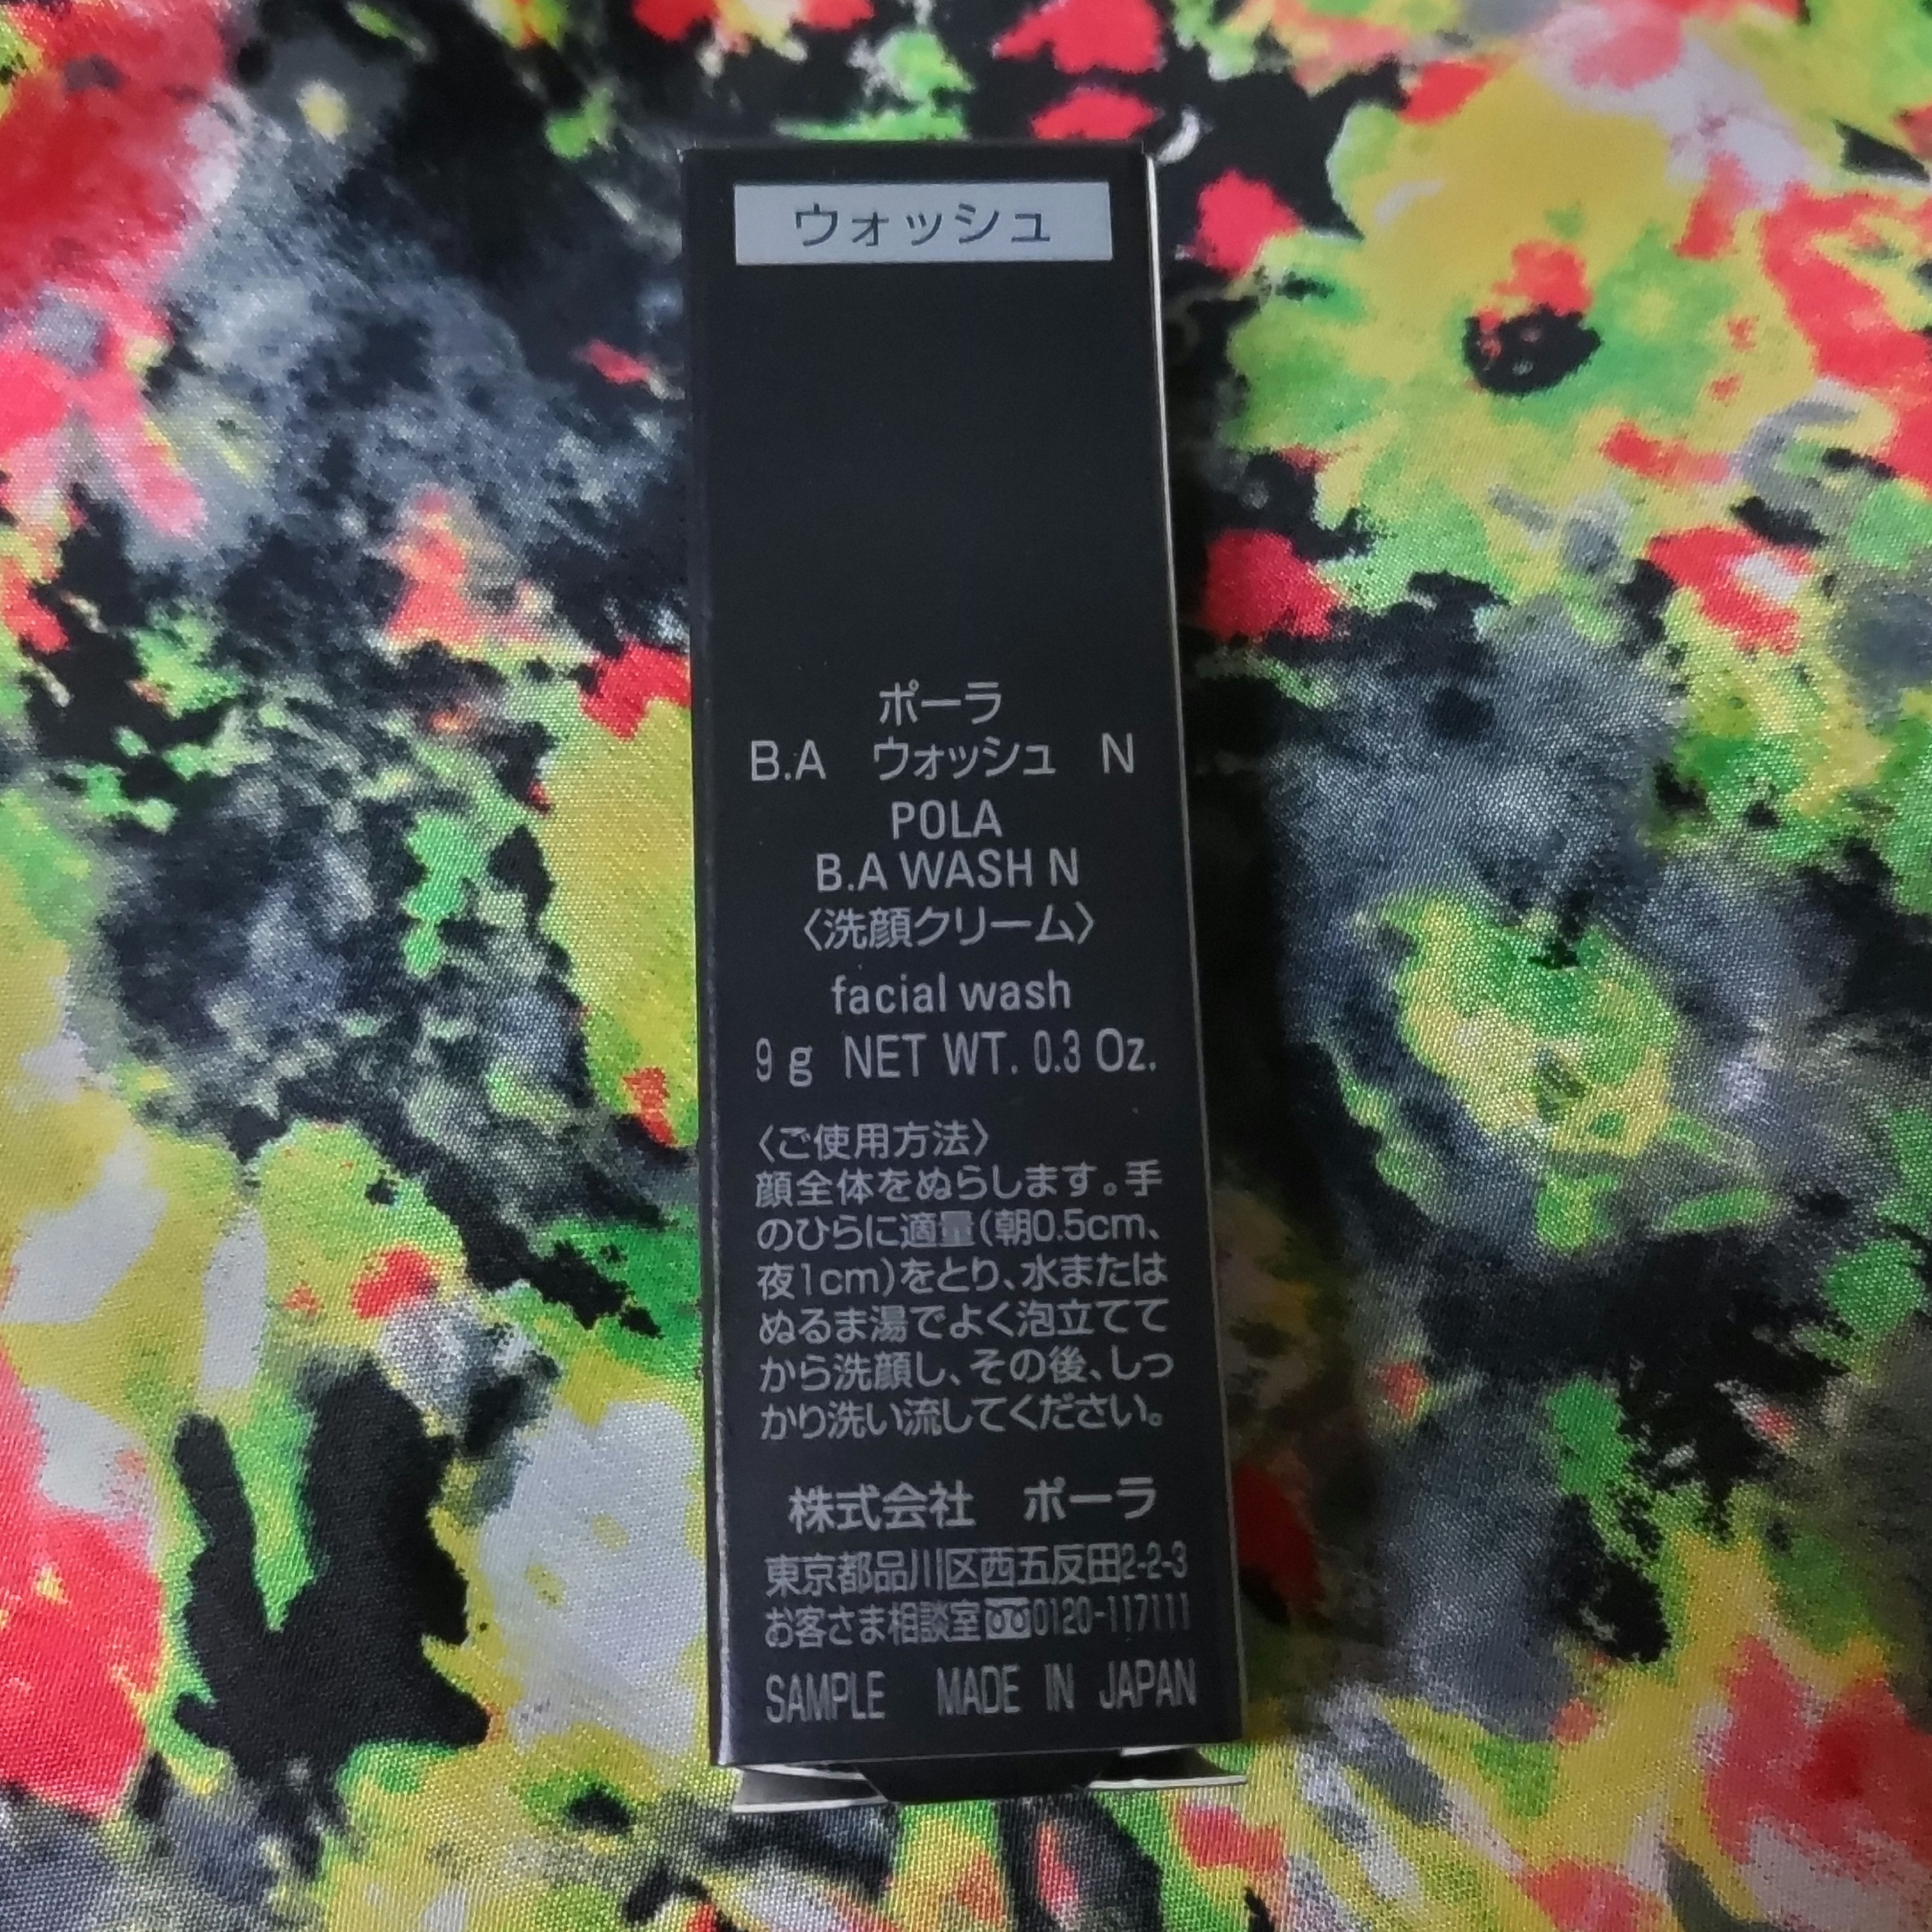 ウォッシュ
ポーラ
B.A　ウォッシュ　N
POLA
B.A WASH N
〈洗顔クリーム〉
facial wash
9 g NET WT. 0.3 Oz.
〈ご使用方法〉
顔全体をぬらします。手
のひらに適量(朝0.5cm、
夜1cm)をとり、水または
ぬるま湯でよく泡立てて
から洗顔し、その後、しっ
かり洗い流してください。
株式会社　ポーラ
東京都品川区西五反田2-2-3
お客さま相談室0120-117111
SAMPLE MADE IN JAPAN